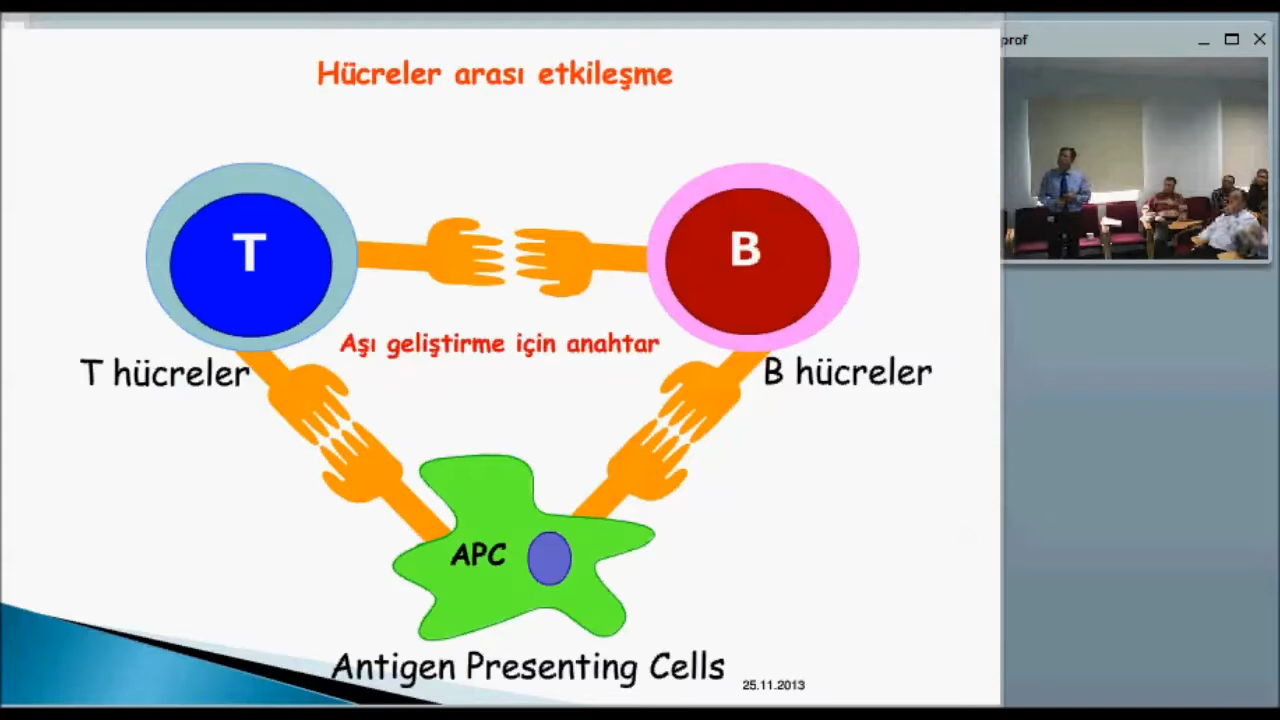 prof
Hücreler arası etkileşme
T
B
Aşı geliştirme için anahtar
T hücreler
B hücreler
APC
Antigen Presenting Cells
25.11.2013